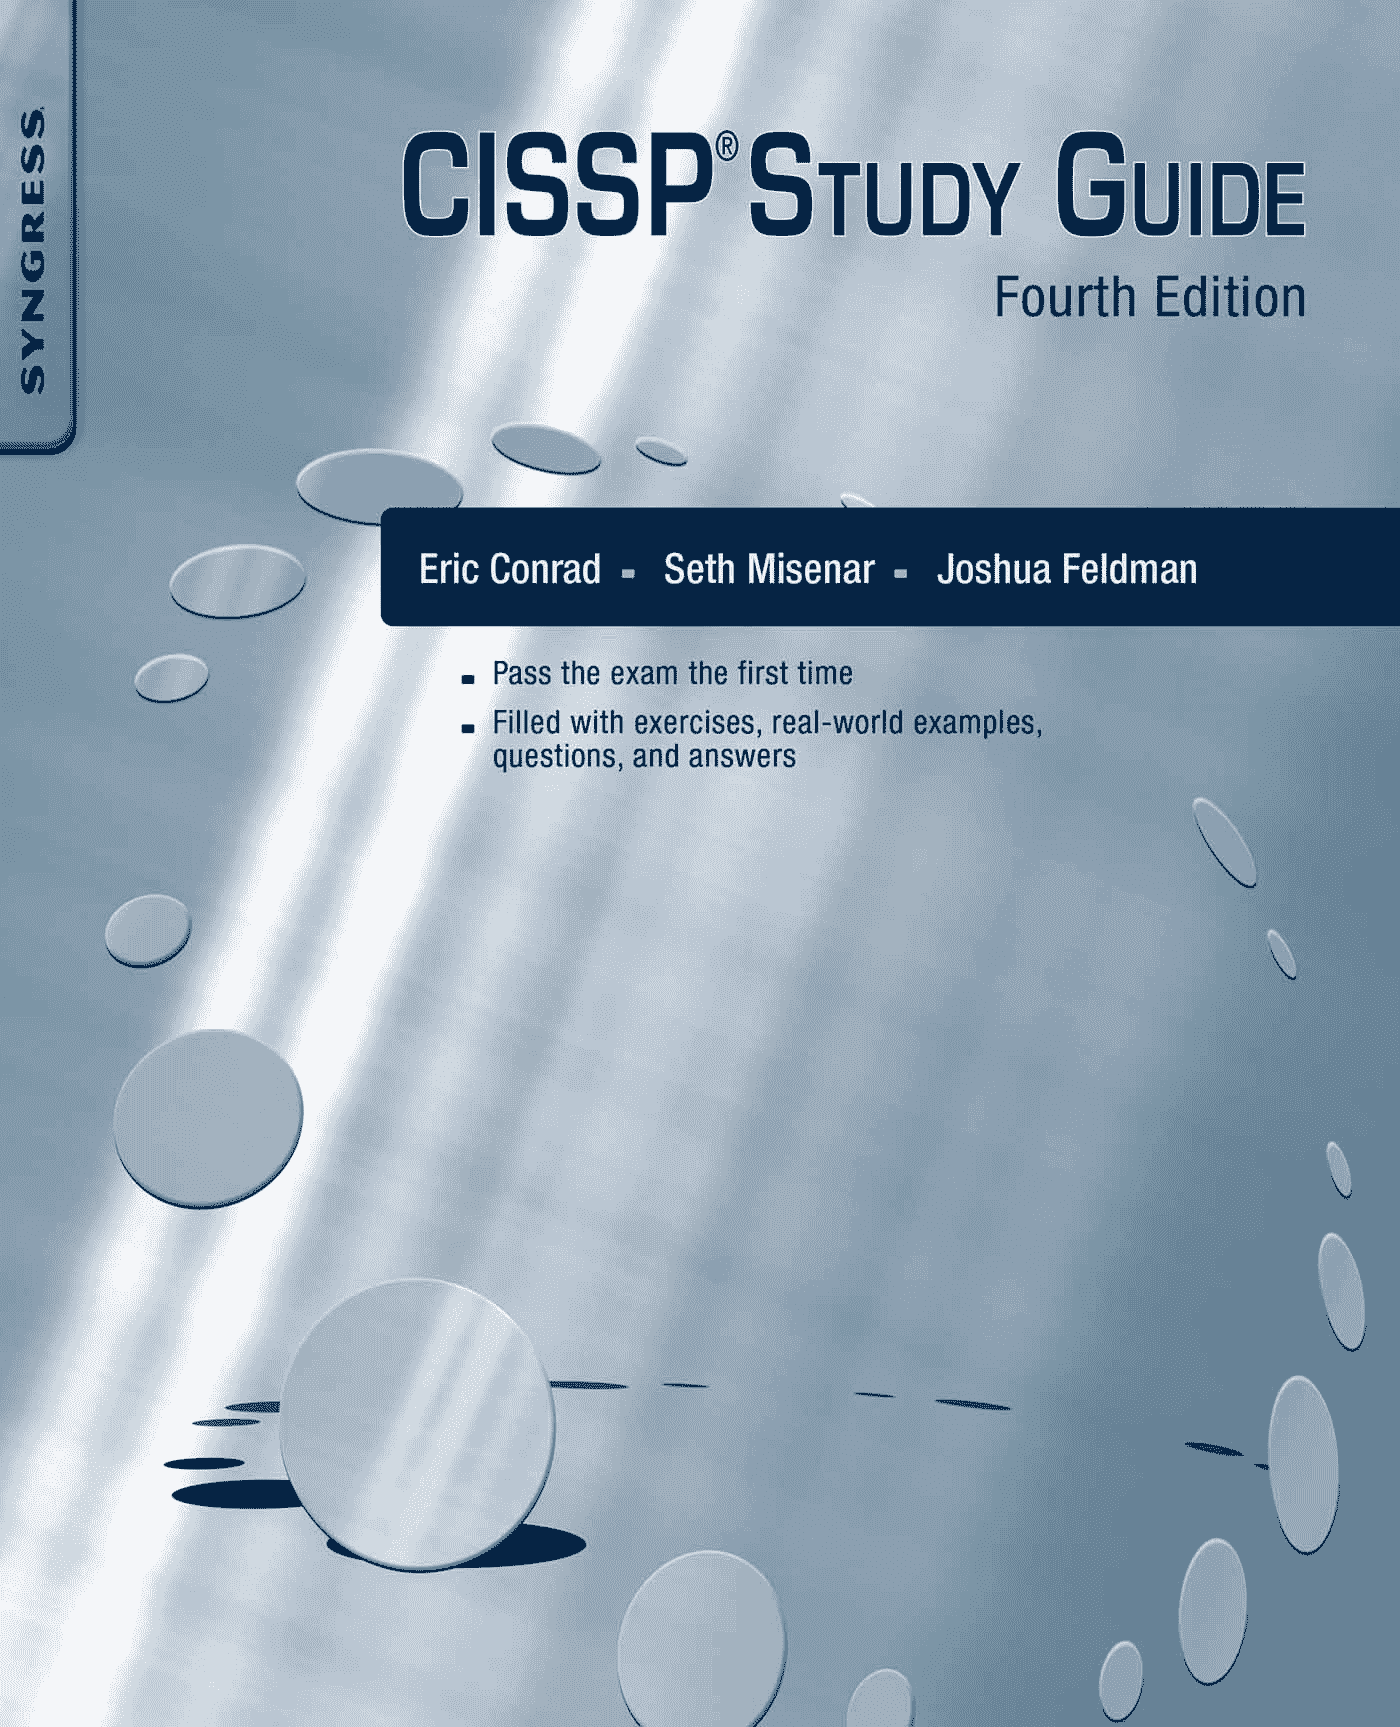 SYNGRESS
CISSP® STUDY GUIDE
Fourth Edition
Eric Conrad - Seth Misenar - Joshua Feldman
- Pass the exam the first time
- Filled with exercises, real-world examples,
questions, and answers